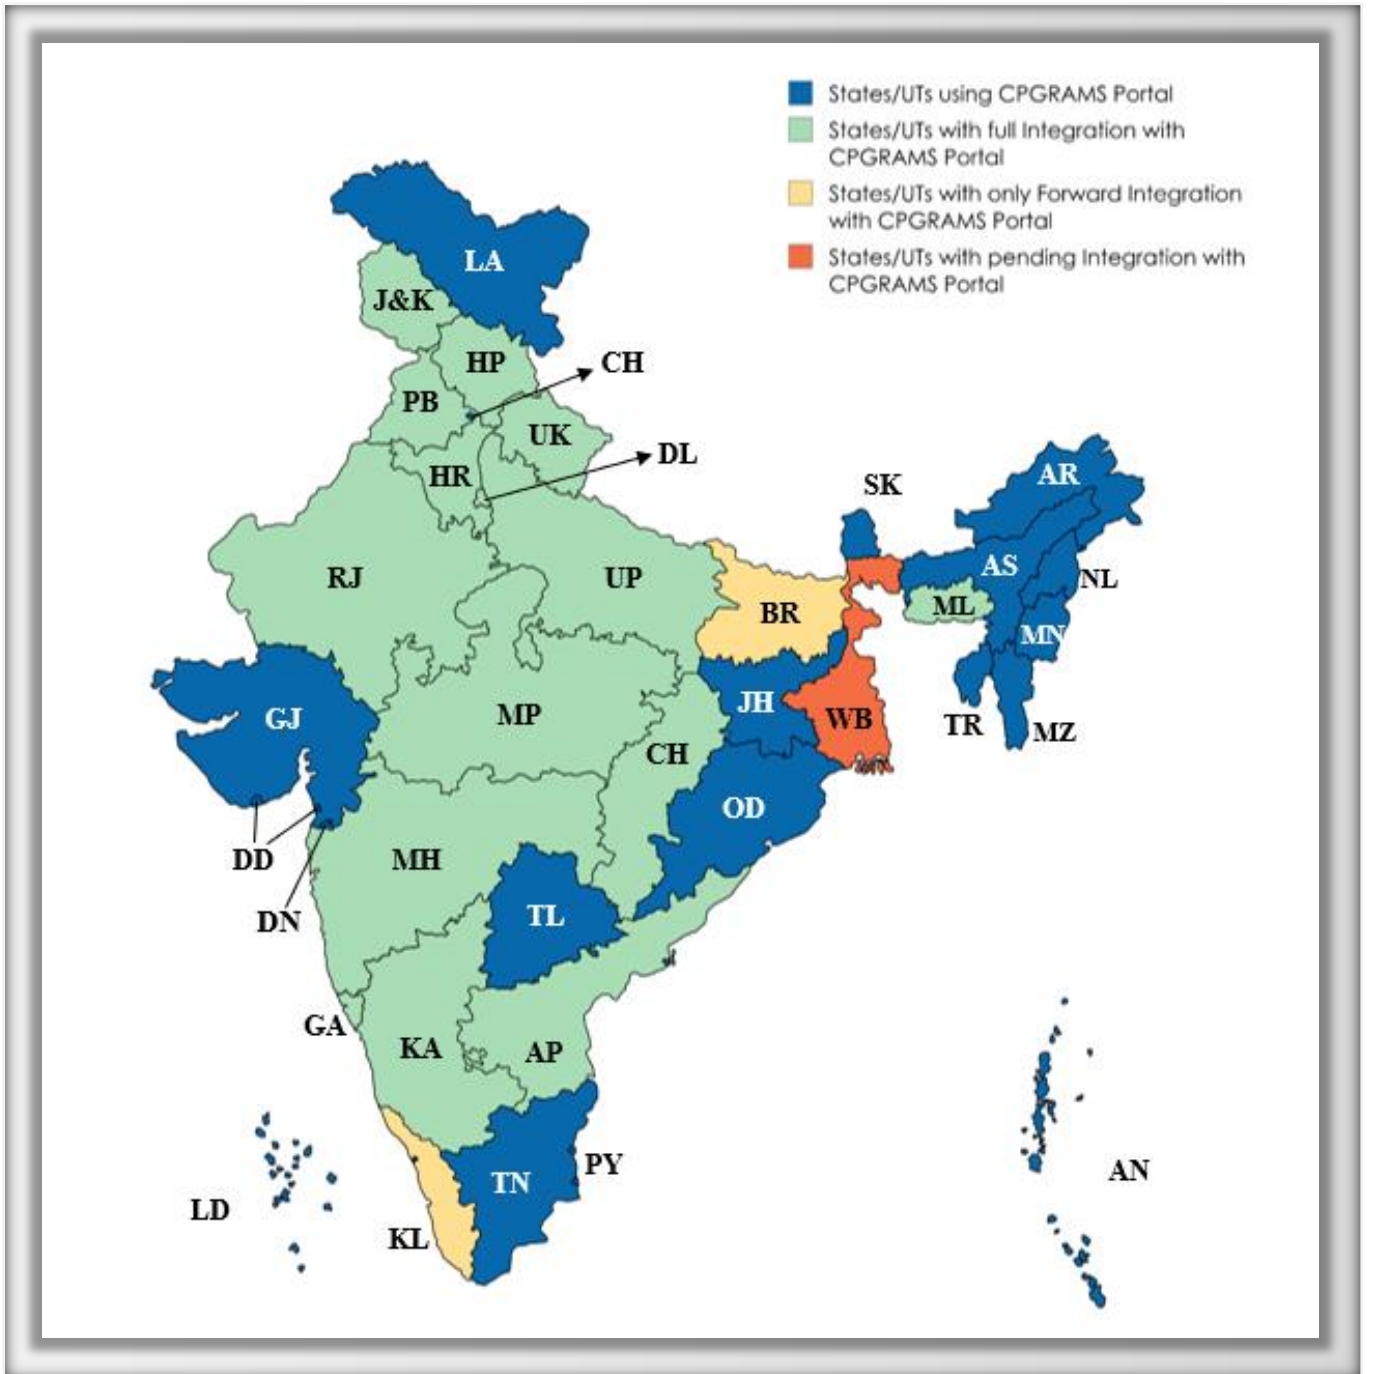 States/UTs using CPGRAMS Portal
States/UTs with full Integration with
CPGRAMS Portal
States/UTs with only Forward Integration
with CPGRAMS Portal
States/UTs with pending Integration with
CPGRAMS Portal
LA
J&K
HP
CH
PB
UK
DL
HR
SK
AR
RJ
UP
AS
NL
BR
ML
MN
GJ
MP
JH
WB
TR
MZ
CH
OD
DD
MH
DN
TL
GA
KA
AP
PY
AN
TN
LD
KL